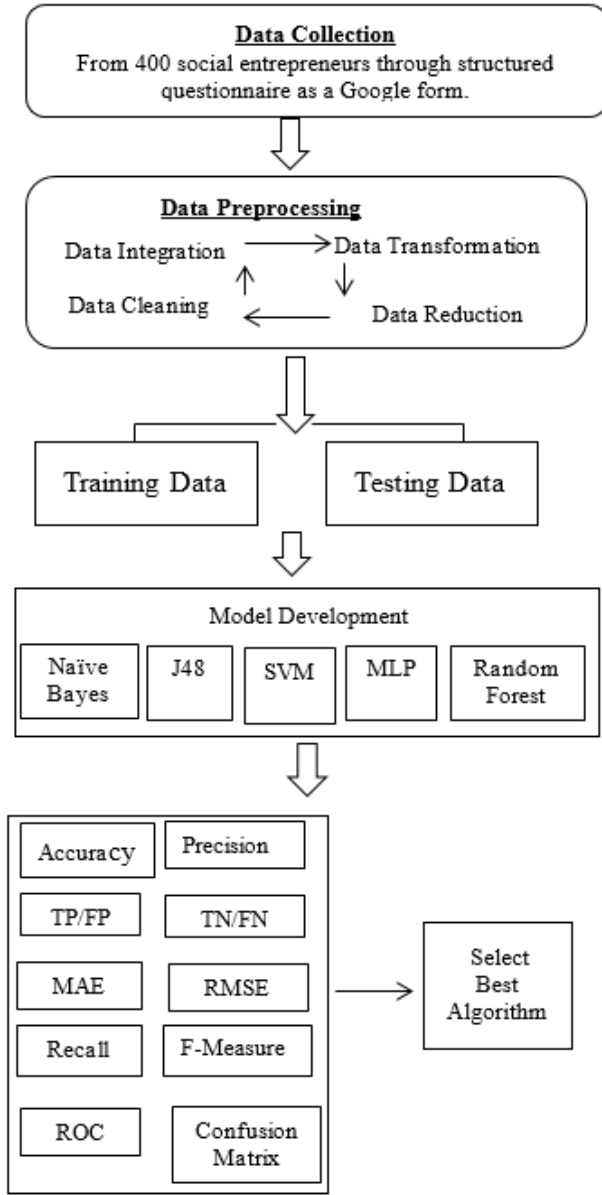 Data Collection
From 400 social entrepreneurs through structured
questionnaire as a Google form.
Data Preprocessing
Data Integration
Data Transformation
Data Cleaning
Data Reduction
Training Data
Testing Data
Model Development
Naïve
Bayes
J48
SVM
MLP
Random
Forest
Accuracy
Precision
TP/FP
TN/FN
MAE
RMSE
Recall
F-Measure
ROC
Confusion
Matrix
Select
Best
Algorithm